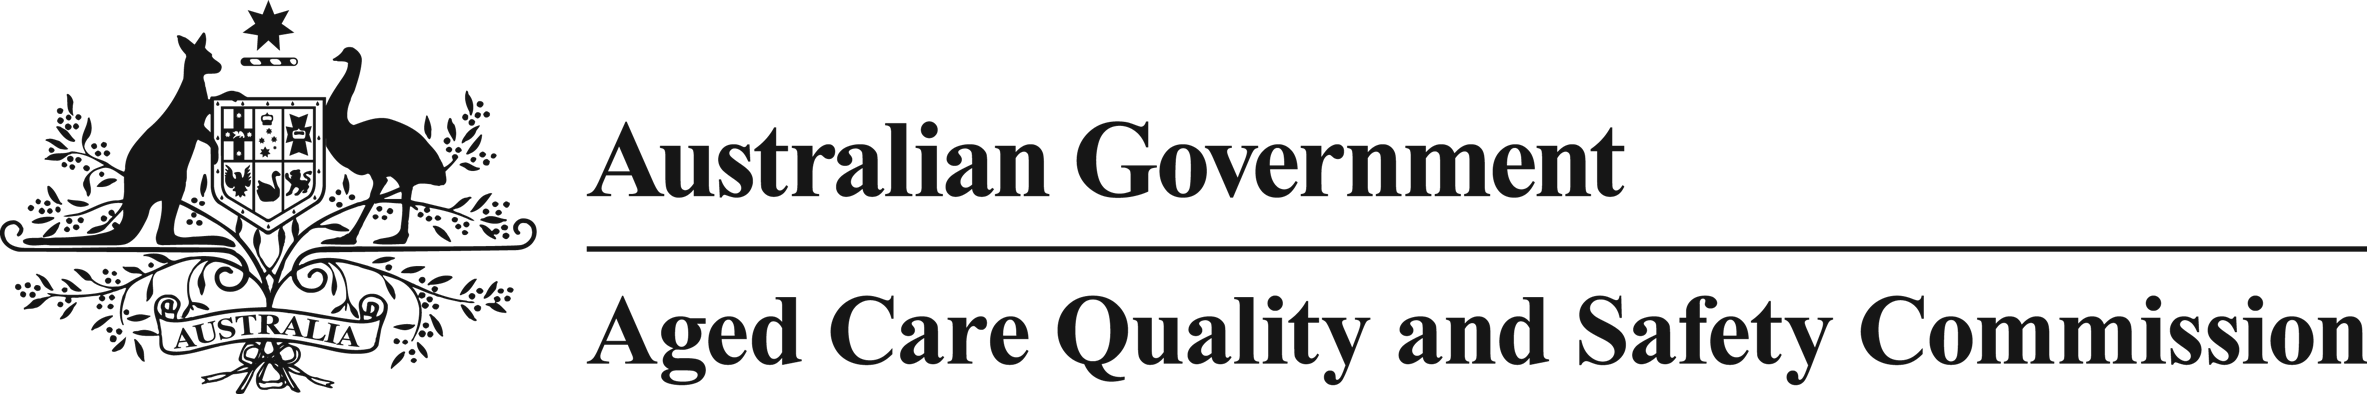 Australian Government
Aged Care Quality and Safety Commission
AUSTRALIA